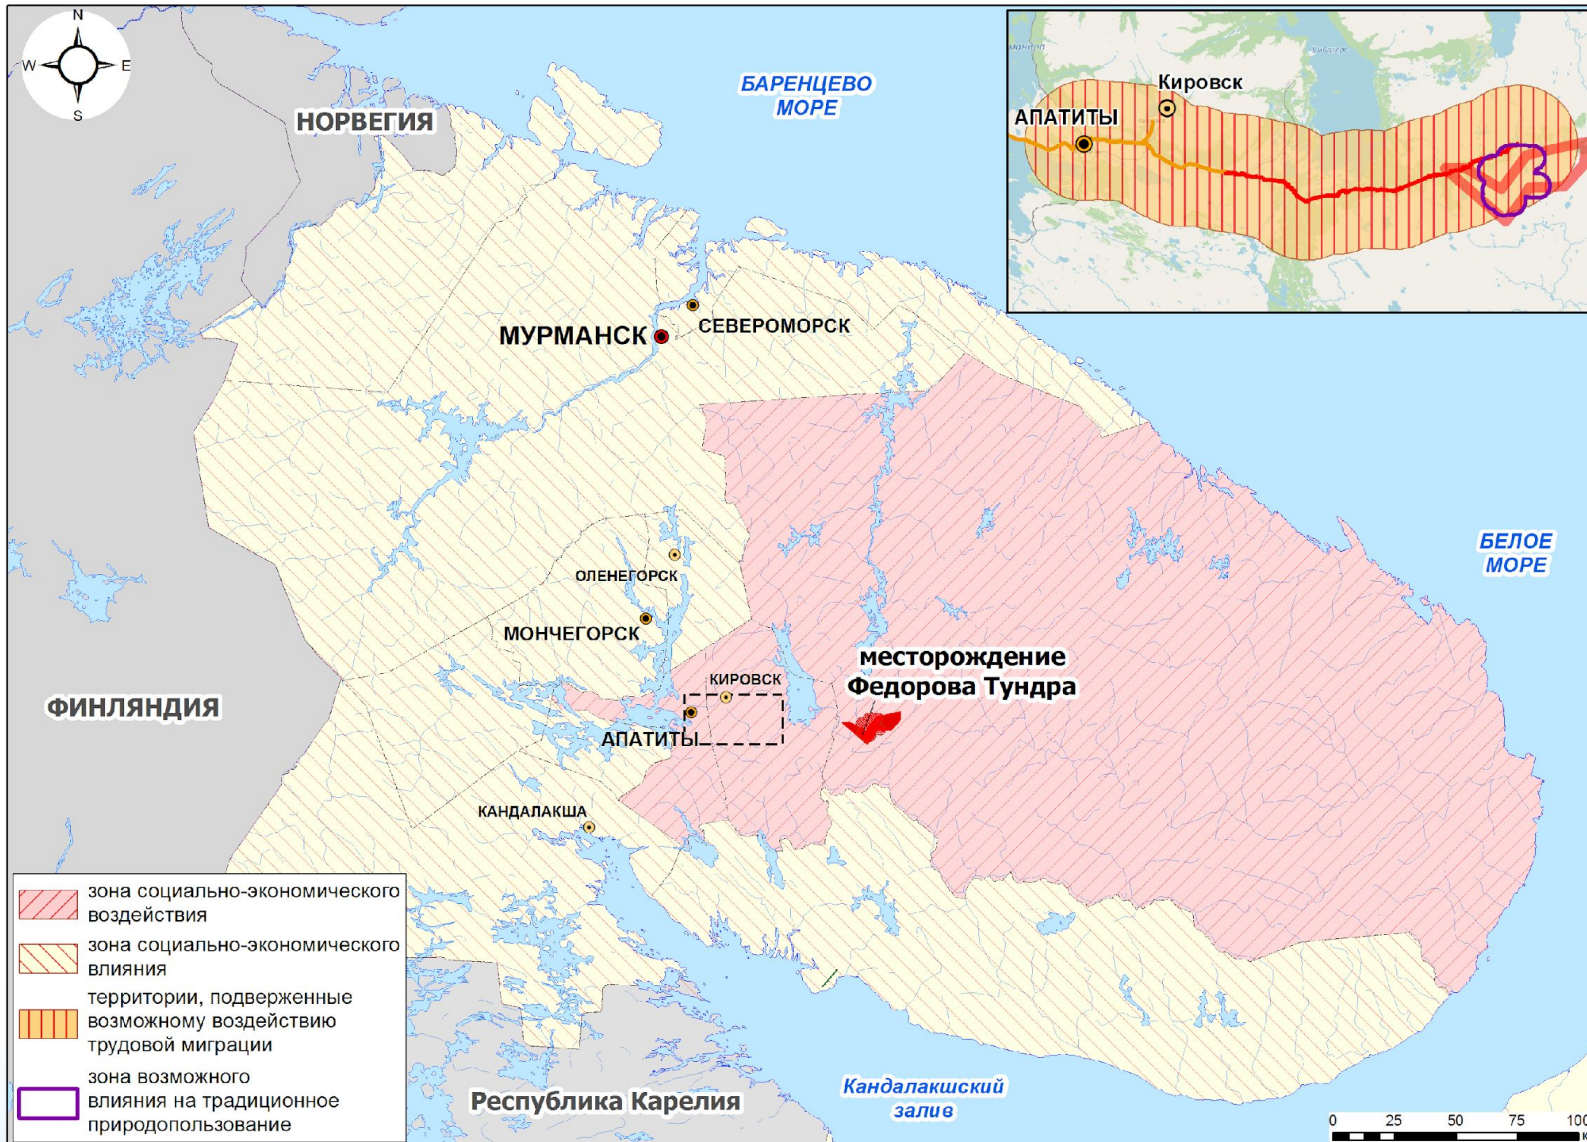 N
W
E
S
НОРВЕГИЯ
БАРЕНЦЕВО
МОРЕ
Кировск
АПАТИТЫ
МУРМАНСК
СЕВЕРОМОРСК
БЕЛОЕ
МОРЕ
ОЛЕНЕГОРСК
МОНЧЕГОРСК
месторождение
Федорова Тундра
КИРОВСК
ФИНЛЯНДИЯ
АПАТИТЫ
КАНДАЛАКША
зона социально-экономического
воздействия
зона социально-экономического
влияния
территории, подверженные
возможному воздействию
трудовой миграции
зона возможного
влияния на традиционное
природопользование
Республика Карелия
Кандалакшский
залив
0 25 50 75 100